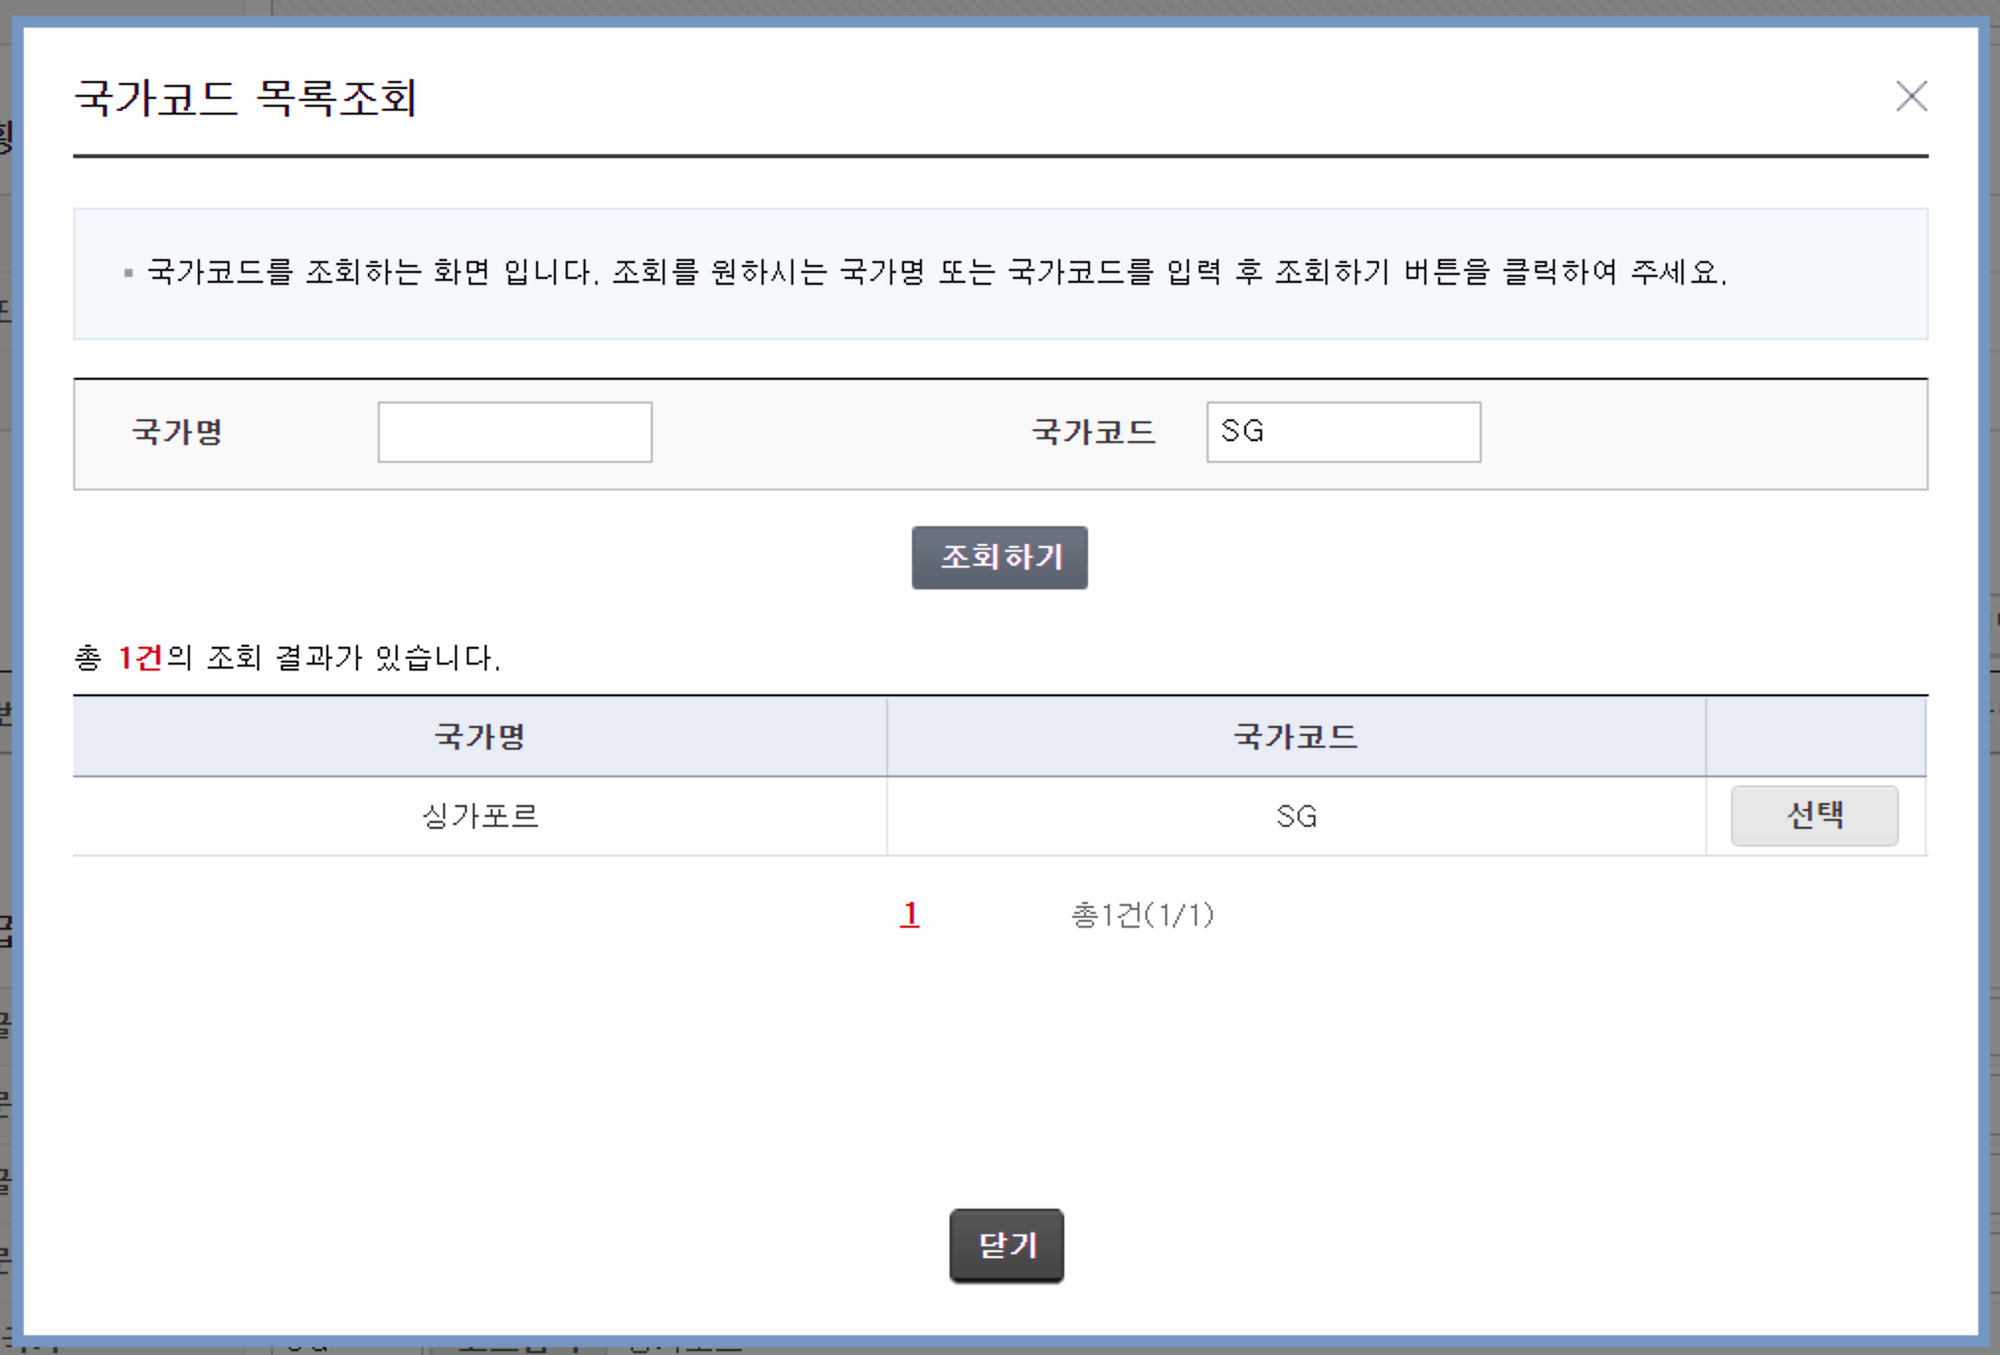 국가코드 목록조회
국가코드를 조회하는 화면 입니다. 조회를 원하시는 국가명 또는 국가코드를 입력 후 조회하기 버튼을 클릭하여 주세요.
국가명 국가코드 SG
조회하기
총 1건의 조회 결과가 있습니다.
국가명 국가코드
싱가포르 SG 선택
1 총1건(1/1)
닫기